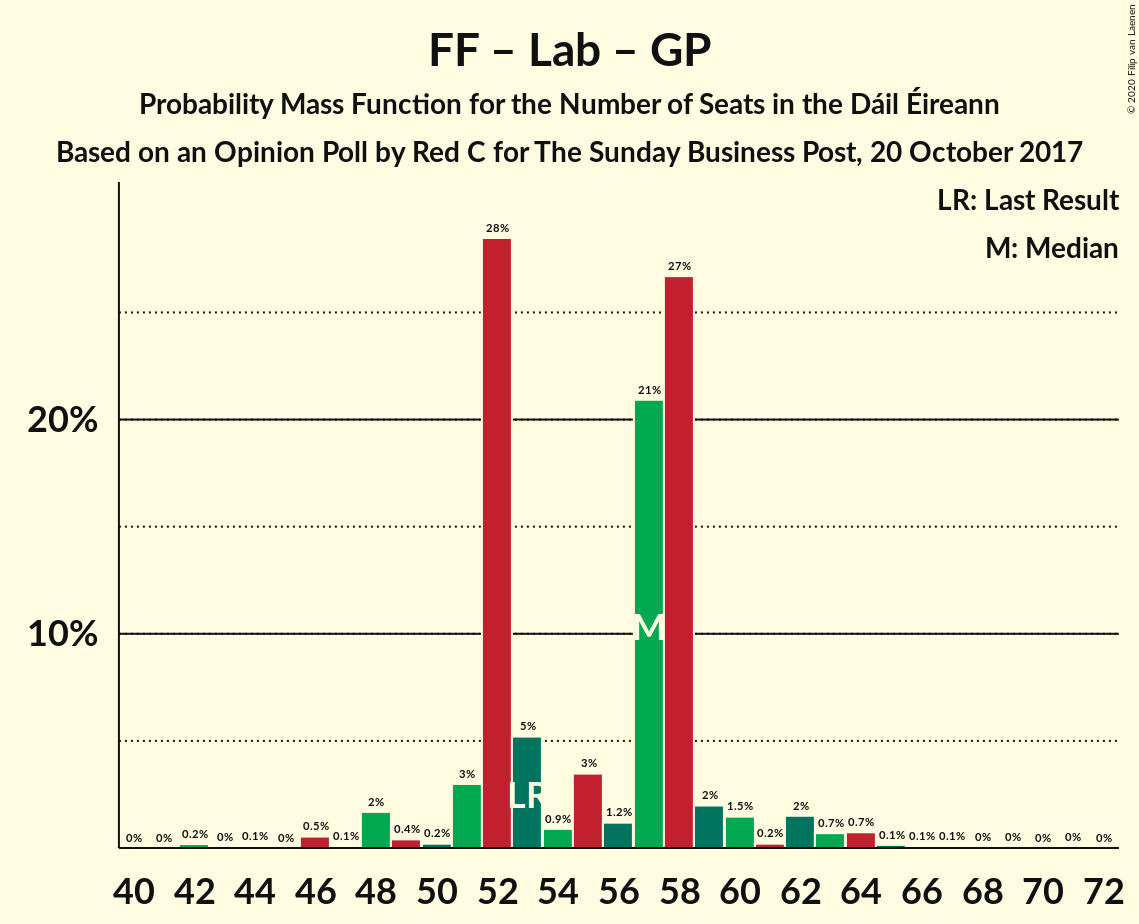 FF – Lab – GP
Probability Mass Function for the Number of Seats in the Dáil Éireann
Based on an Opinion Poll by Red C for The Sunday Business Post, 20 October 2017
© 2020 Filip van Laenen
LR: Last Result
M: Median
20%
10%
0% 0% 0.2% 0% 0.1% 0% 0.5% 0.1% 2% 0.4% 0.2% 3% 28% 5% 0.9% 3% 1.2% 21% 27% 2% 1.5% 0.2% 2% 0.7% 0.7% 0.1% 0.1% 0.1% 0% 0% 0% 0% 0%
M
LR
40 42 44 46 48 50 52 54 56 58 60 62 64 66 68 70 72